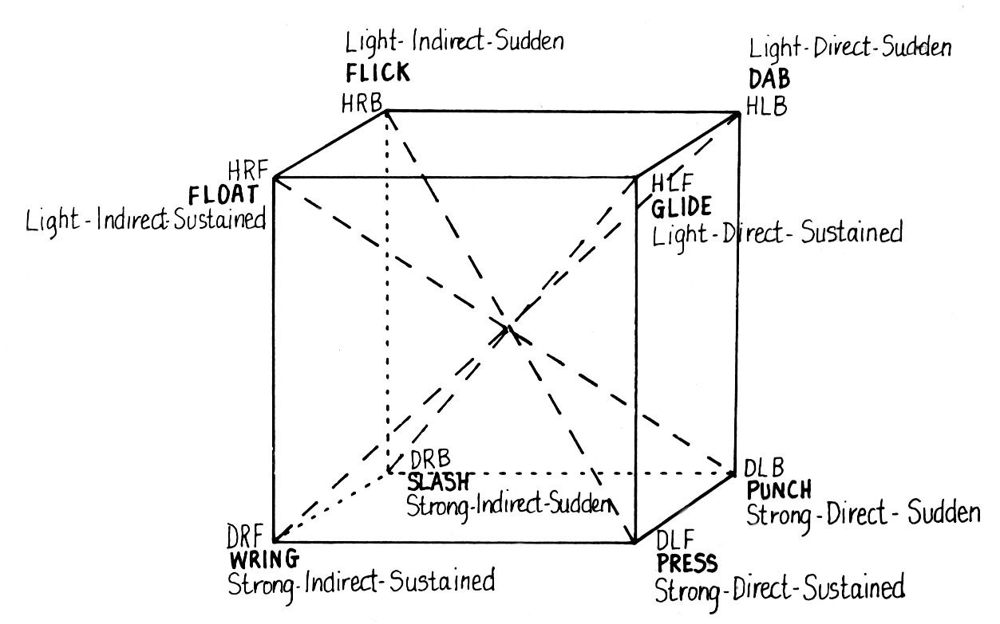 Light-Indirect-Sudden
FLICK
HRB
Light-Direct-Sudden
DAB
HLB
HRF
FLOAT
Light-Indirect-Sustained
HLF
GLIDE
Light-Direct-Sustained
DRB
SLASH
Strong-Indirect-Sudden
DLB
PUNCH
Strong-Direct-Sudden
DRF
WRING
Strong-Indirect-Sustained
DLF
PRESS
Strong-Direct-Sustained